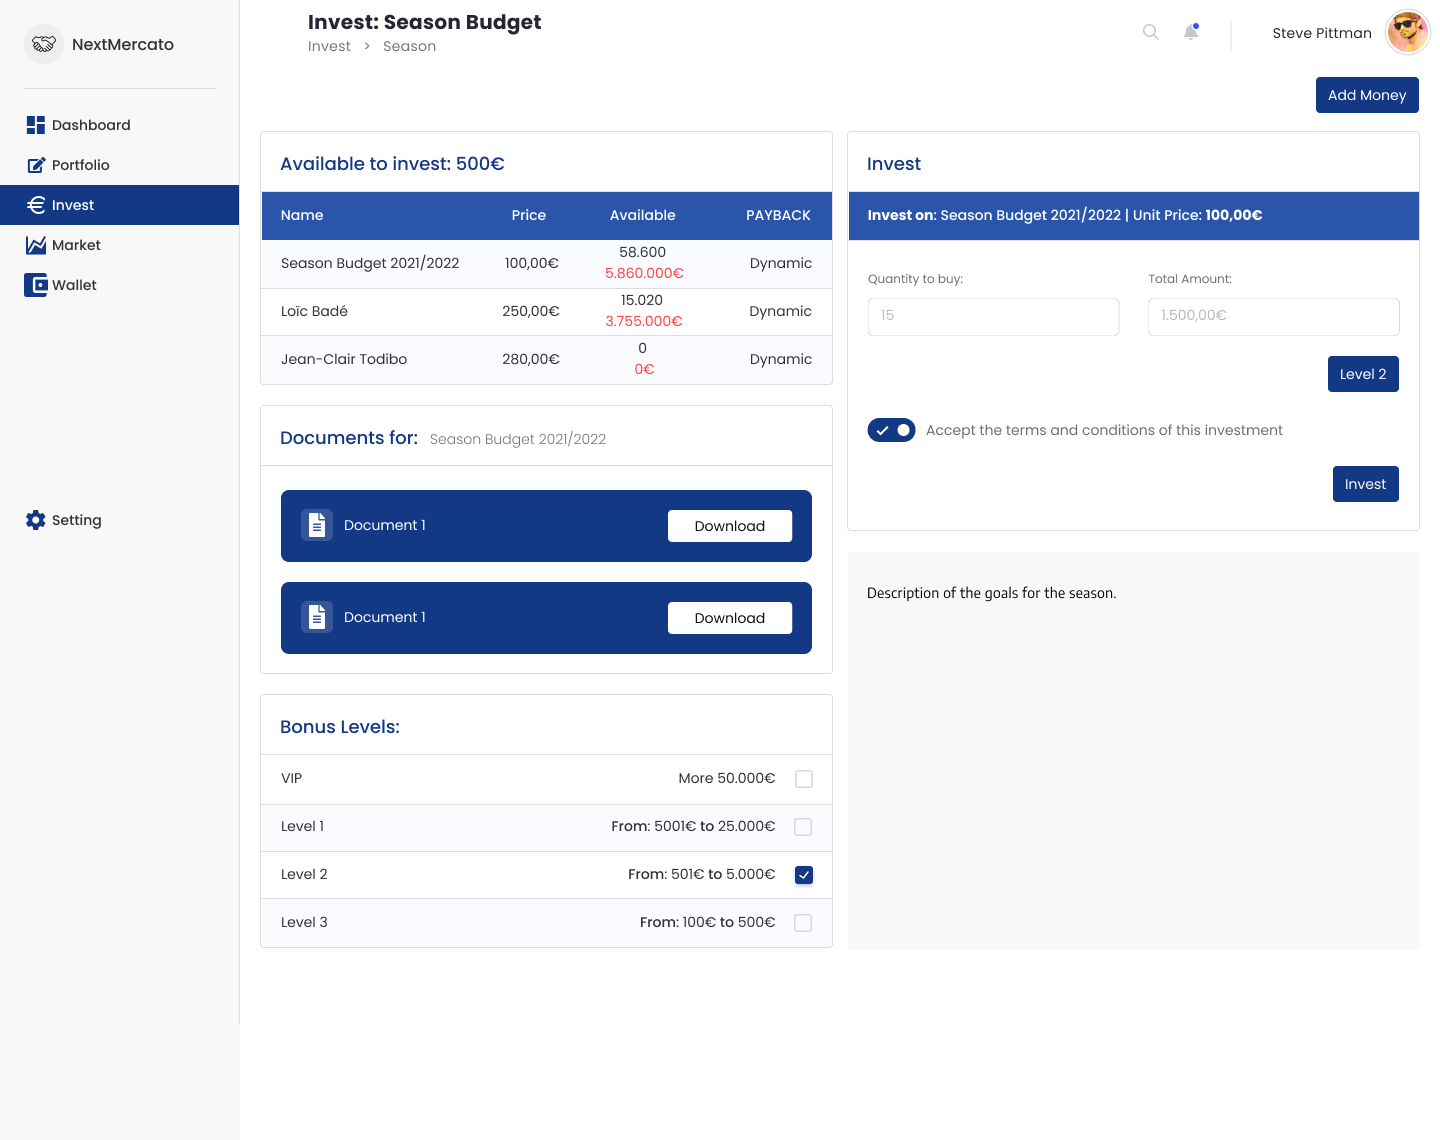 NextMercato
Dashboard
Portfolio
Invest
Market
Wallet
Setting
Invest: Season Budget
Invest > Season
Steve Pittman
Add Money
Available to invest: 500€
Name Price Available PAYBACK
Season Budget 2021/2022 100,00€ 58.600 Dynamic
5.860.000€
Loïc Badé 250,00€ 15.020 Dynamic
3.755.000€
Jean-Clair Todibo 280,00€ 0 Dynamic
0€
Documents for: Season Budget 2021/2022
Document 1 Download
Document 1 Download
Bonus Levels:
VIP More 50.000€
Level 1 From: 5001€ to 25.000€
Level 2 From: 501€ to 5.000€
Level 3 From: 100€ to 500€
Invest
Invest on: Season Budget 2021/2022 | Unit Price: 100,00€
Quantity to buy: Total Amount:
15 1.500,00€
Level 2
Accept the terms and conditions of this investment
Invest
Description of the goals for the season.